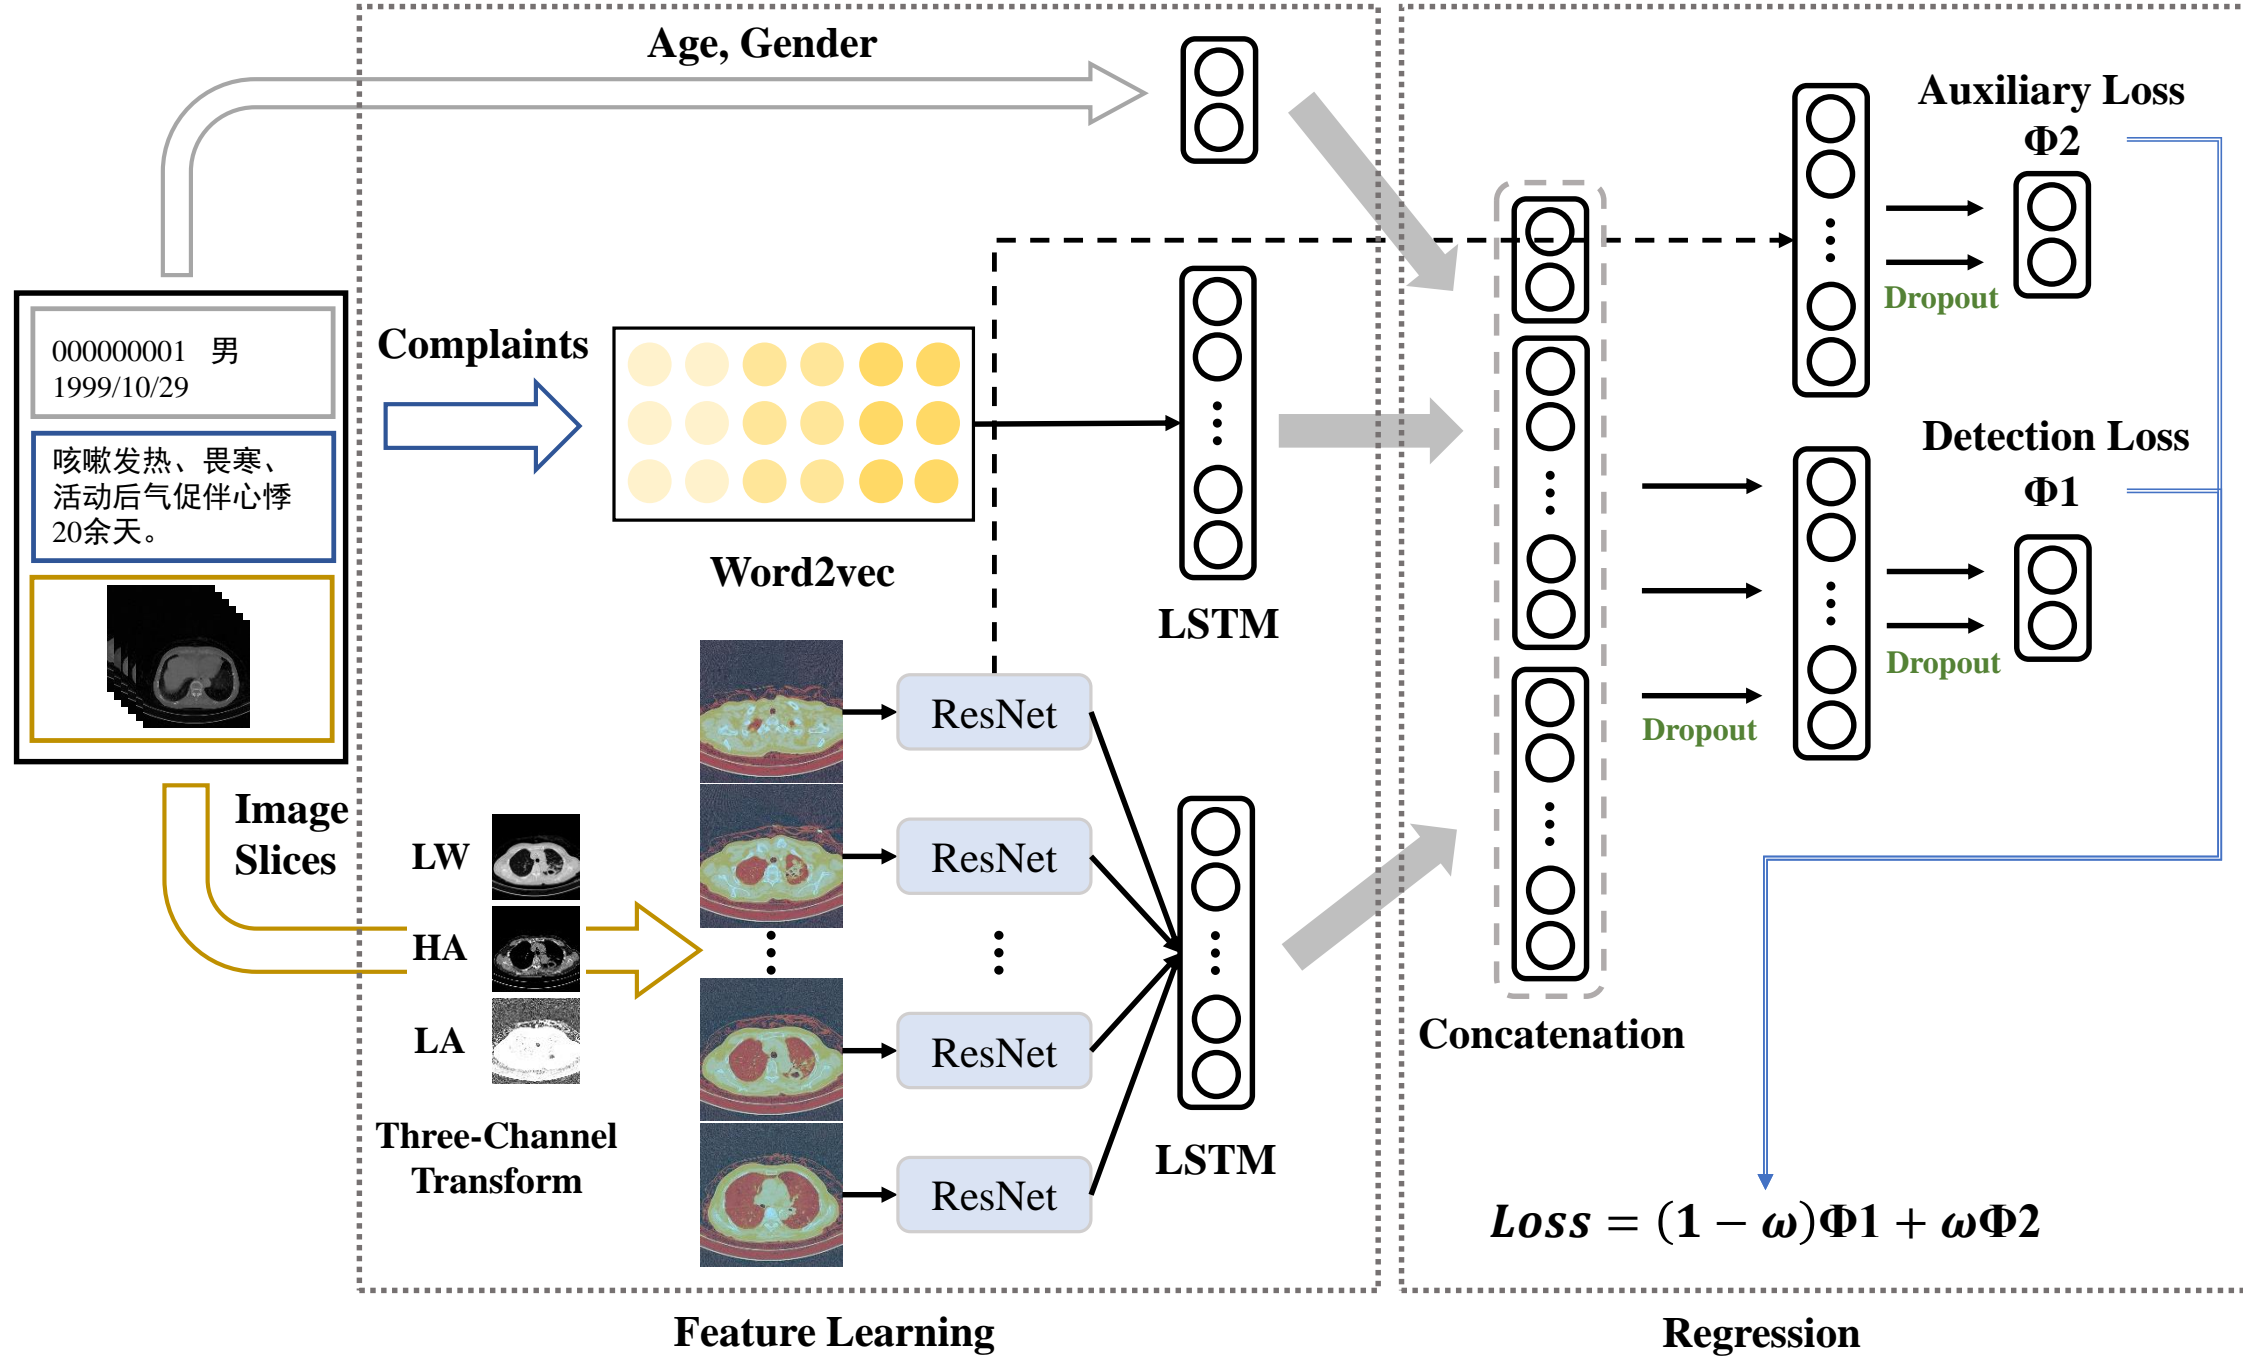 Age, Gender
000000001 男
1999/10/29
咳嗽发热、畏寒、
活动后气促伴心悸
20余天。
Complaints
Word2vec
LSTM
Image
Slices
LW
HA
LA
Three-Channel
Transform
ResNet
ResNet
ResNet
ResNet
LSTM
Feature Learning
Concatenation
Dropout
Auxiliary Loss
Φ2
Dropout
Detection Loss
Φ1
Dropout
Loss = (1 − ω)Φ1 + ωΦ2
Regression